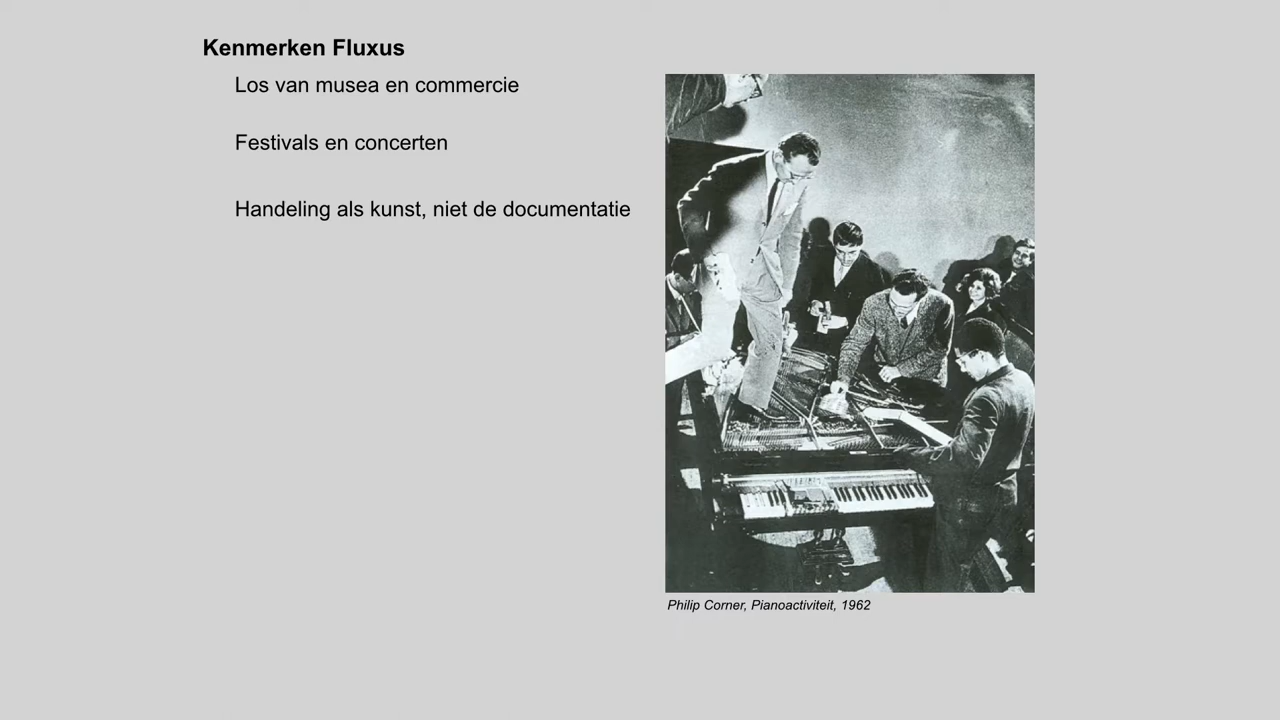 Kenmerken Fluxus
Los van musea en commercie
Festivals en concerten
Handeling als kunst, niet de documentatie
Philip Corner, Pianoactiviteit, 1962